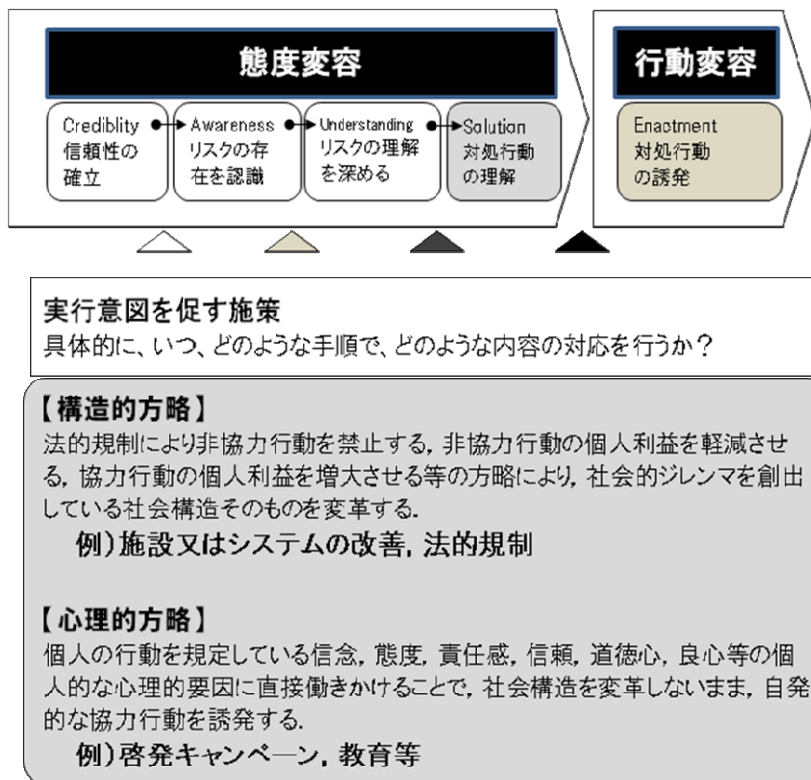 態度変容
行動変容
Crediblity
信頼性の
確立
Awareness
リスクの存
在を認識
Understanding
リスクの理解
を深める
Solution
対処行動
の理解
Enactment
対処行動
の誘発
実行意図を促す施策
具体的に、いつ、どのような手順で、どのような内容の対応を行うか？
【構造的方略】
法的規制により非協力行動を禁止する，非協力行動の個人利益を軽減させ
る，協力行動の個人利益を増大させる等の方略により，社会的ジレンマを創出
している社会構造そのものを変革する．
例）施設又はシステムの改善，法的規制
【心理的方略】
個人の行動を規定している信念，態度，責任感，信頼，道徳心，良心等の個
人的な心理的要因に直接働きかけることで，社会構造を変革しないまま，自発
的な協力行動を誘発する．
例）啓発キャンペーン，教育等